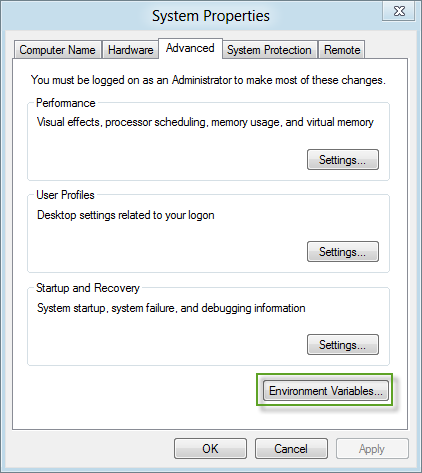 System Properties
Computer Name Hardware Advanced System Protection Remote
You must be logged on as an Administrator to make most of these changes.
Performance
Visual effects, processor scheduling, memory usage, and virtual memory
Settings...
User Profiles
Desktop settings related to your logon
Settings...
Startup and Recovery
System startup, system failure, and debugging information
Settings...
Environment Variables...
OK Cancel Apply